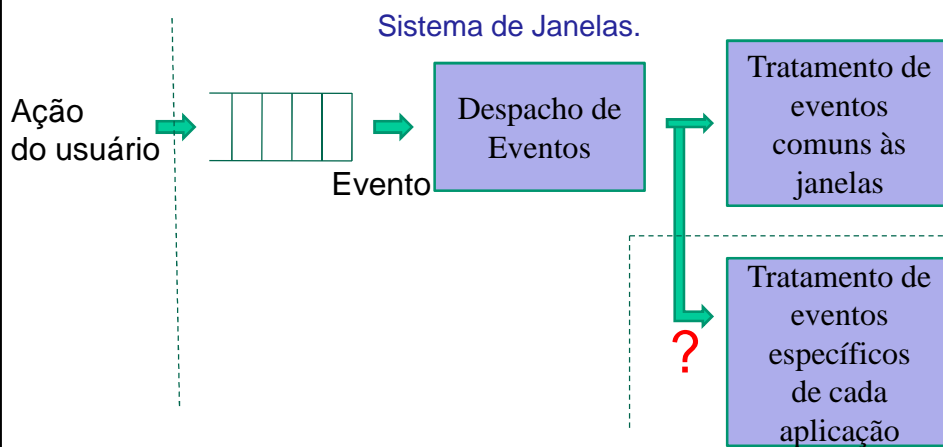 Sistema de Janelas.
Ação
do usuário
Evento
Despacho de
Eventos
Tratamento de
eventos
comuns às
janelas
?
Tratamento de
eventos
específicos
de cada
aplicação